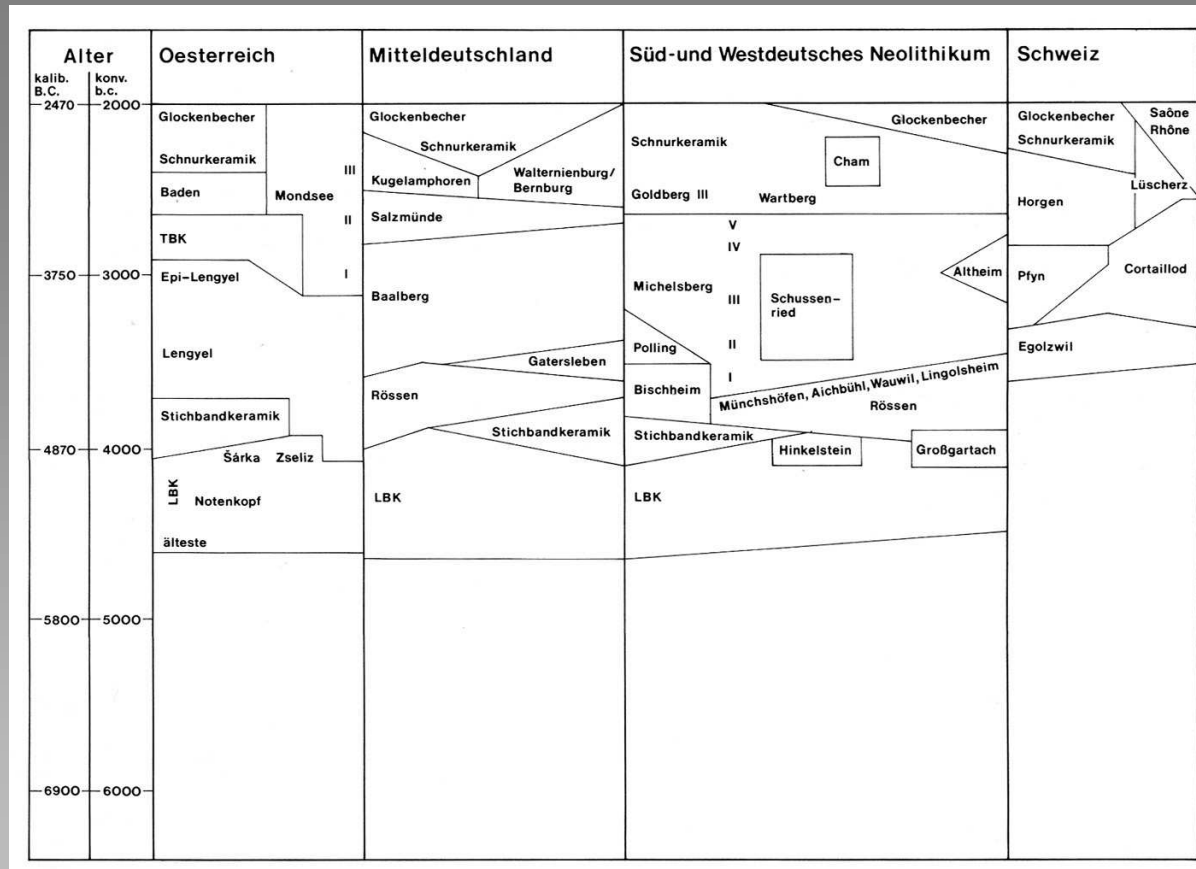 Alter
kalib. B.C.
konv. b.c.
2470
2000
3750
3000
4870
4000
5800
5000
6900
6000
Oesterreich
Glockenbecher
Schnurkeramik
III
Baden
Mondsee
II
TBK
I
Epi-Lengyel
Lengyel
Stichbandkeramik
Šárka Zseliz
LBK
Notenkopf
älteste
Mitteldeutschland
Glockenbecher
Schnurkeramik
Kugelamphoren
Walternienburg/
Bernburg
Salzmünde
Baalberg
Gatersleben
Rössen
Stichbandkeramik
LBK
Süd-und Westdeutsches Neolithikum
Glockenbecher
Schnurkeramik
Cham
Goldberg III
Wartberg
V
IV
Altheim
Michelsberg
III
Schussen-
ried
Polling
II
I
Bischheim
Münchshöfen, Aichbühl, Wauwil, Lingolsheim
Rössen
Stichbandkeramik
Hinkelstein
Großgartach
LBK
Schweiz
Glockenbecher
Schnurkeramik
Saône
Rhône
Lüscherz
Horgen
Pfyn
Cortaillod
Egolzwil